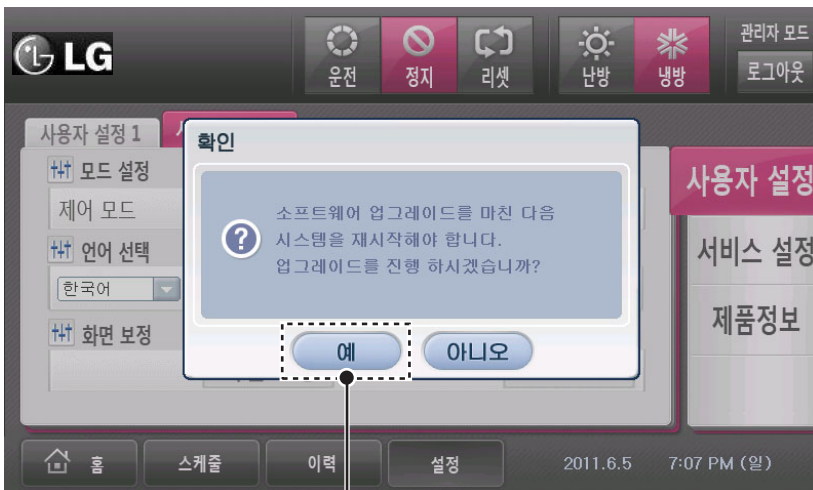 LG
운전
정지
리셋
난방
냉방
관리자 모드
로그아웃
사용자 설정 1
확인
모드 설정
제어 모드
언어 선택
한국어
화면 보정
소프트웨어 업그레이드를 마친 다음
시스템을 재시작해야 합니다.
업그레이드를 진행 하시겠습니까?
예
아니오
사용자 설정
서비스 설정
제품정보
홈
스케줄
이력
설정
2011.6.5
7:07 PM (일)